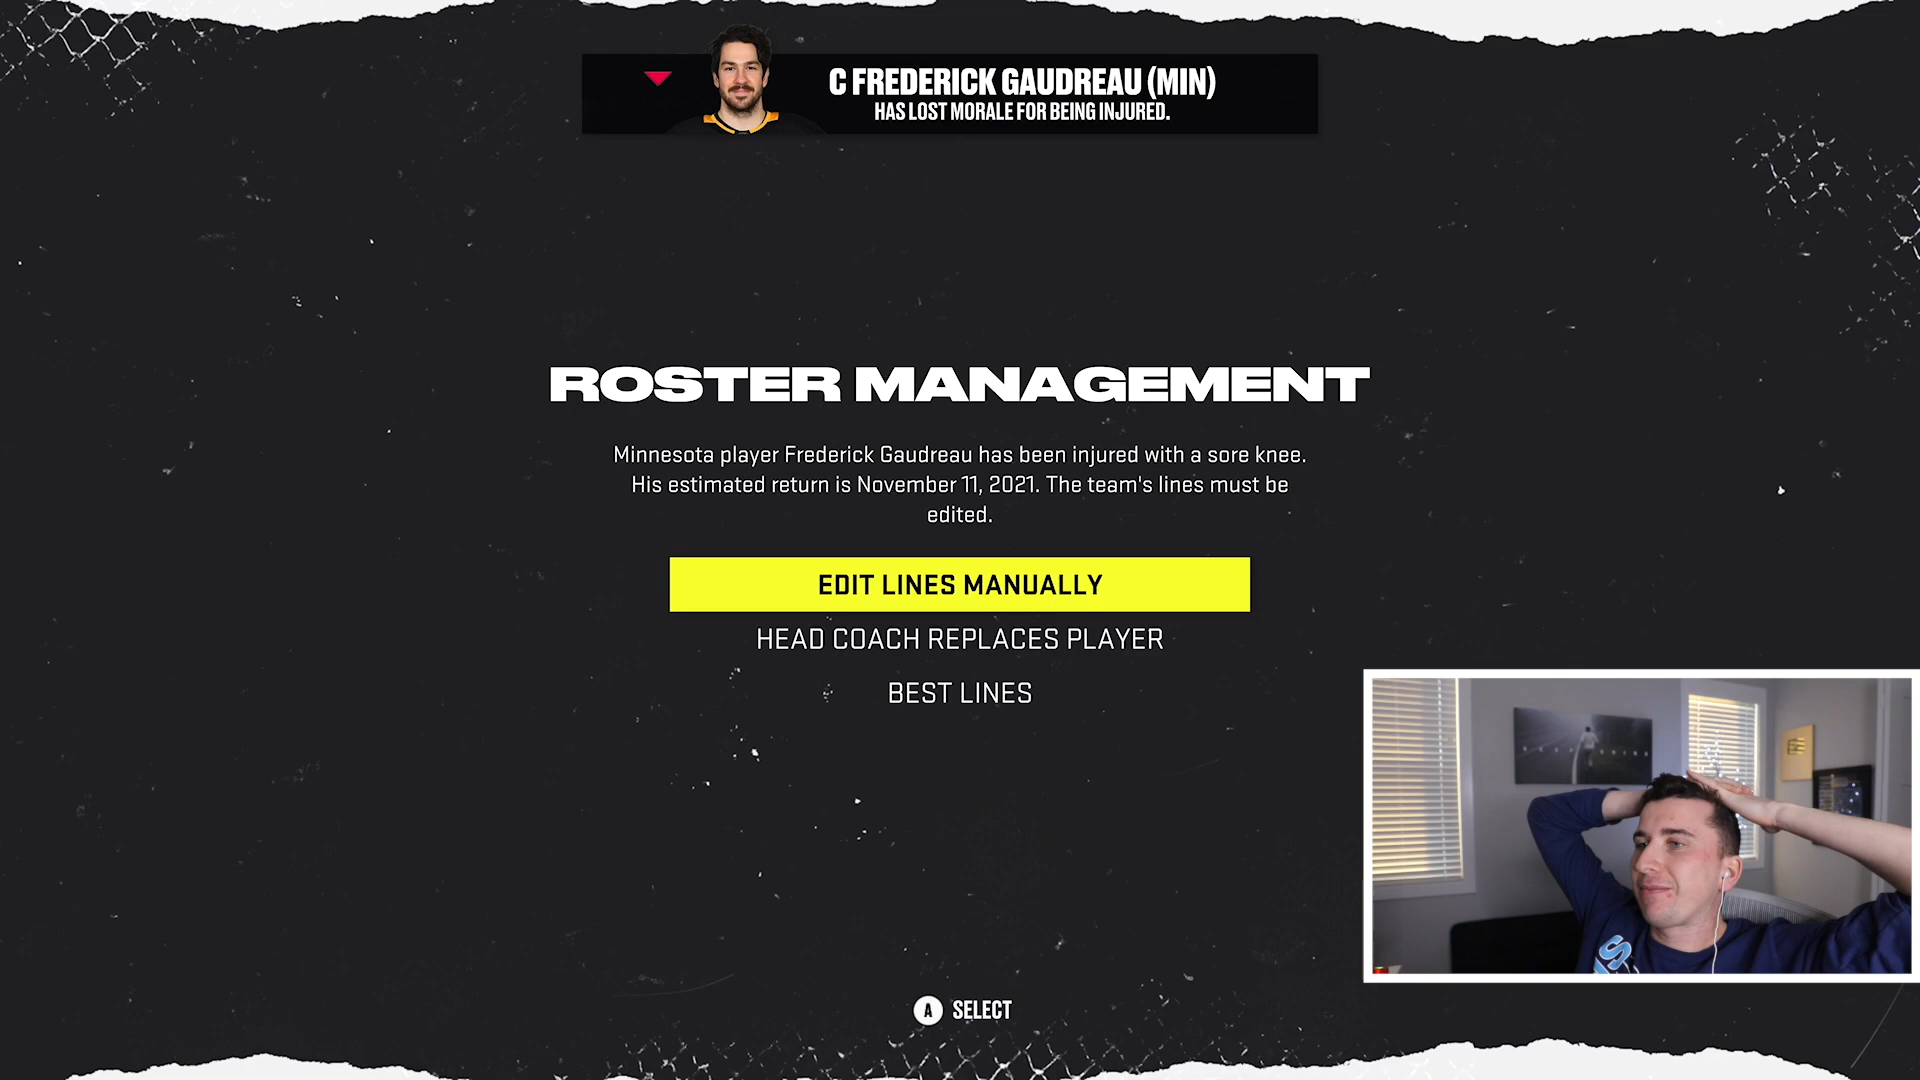 C FREDERICK GAUDREAU (MIN)
HAS LOST MORALE FOR BEING INJURED.
ROSTER MANAGEMENT
Minnesota player Frederick Gaudreau has been injured with a sore knee.
His estimated return is November 11, 2021. The team's lines must be
edited.
EDIT LINES MANUALLY
HEAD COACH REPLACES PLAYER
BEST LINES
A SELECT